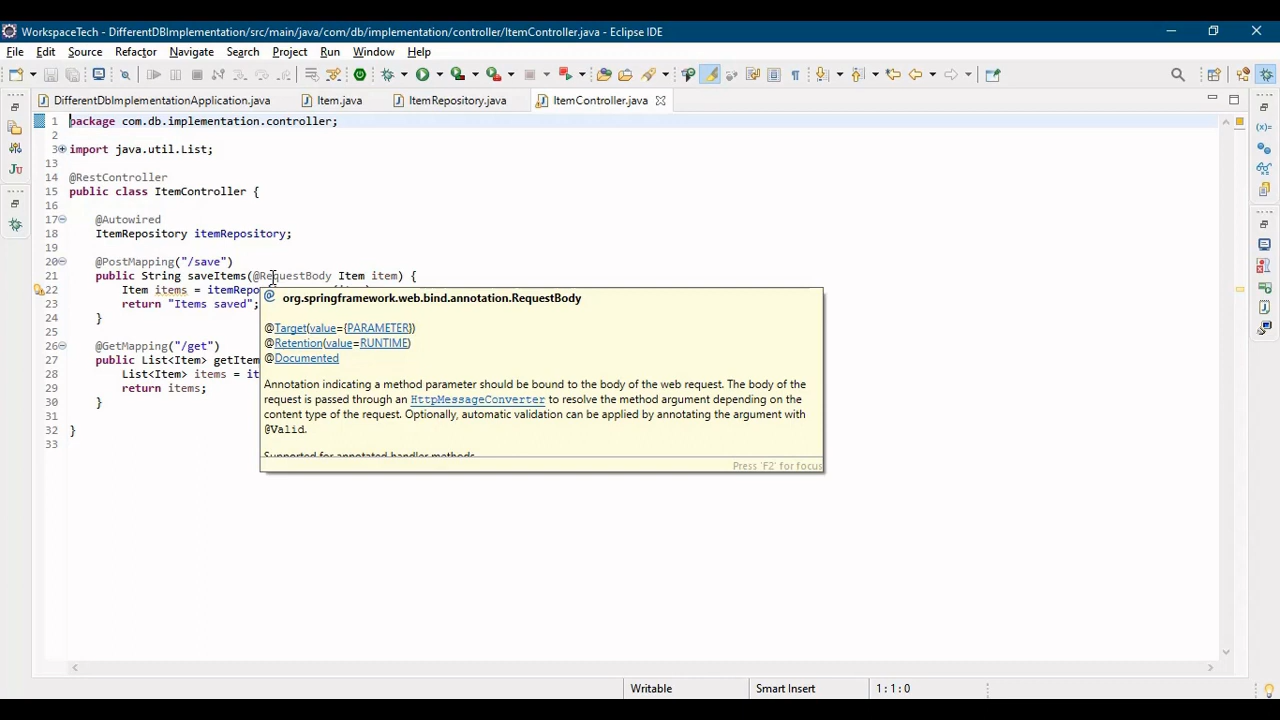 WorkspaceTech - DifferentDBImplementation/src/main/java/com/db/implementation/controller/ItemController.java - Eclipse IDE
File Edit Source Refactor Navigate Search Project Run Window Help
DifferentDbImplementationApplication.java Item.java ItemRepository.java ItemController.java
1 package com.db.implementation.controller;
2
3 import java.util.List;
13
14 @RestController
15 public class ItemController {
16
17 @Autowired
18 ItemRepository itemRepository;
19
20 @PostMapping("/save")
21 public String saveItems(@RequestBody Item item) {
22 Item items = itemRepo
23 return "Items saved";
24 }
25
26 @GetMapping("/get")
27 public List<Item> getItem
28 List<Item> items = it
29 return items;
30 }
31
32 }
33
org.springframework.web.bind.annotation.RequestBody
@Target(value={PARAMETER})
@Retention(value=RUNTIME)
@Documented
Annotation indicating a method parameter should be bound to the body of the web request. The body of the
request is passed through an HttpMessageConverter to resolve the method argument depending on the
content type of the request. Optionally, automatic validation can be applied by annotating the argument with
@Valid.
Supported for annotated handler methods.
Press 'F2' for focus
Writable Smart Insert 1 : 1 : 0